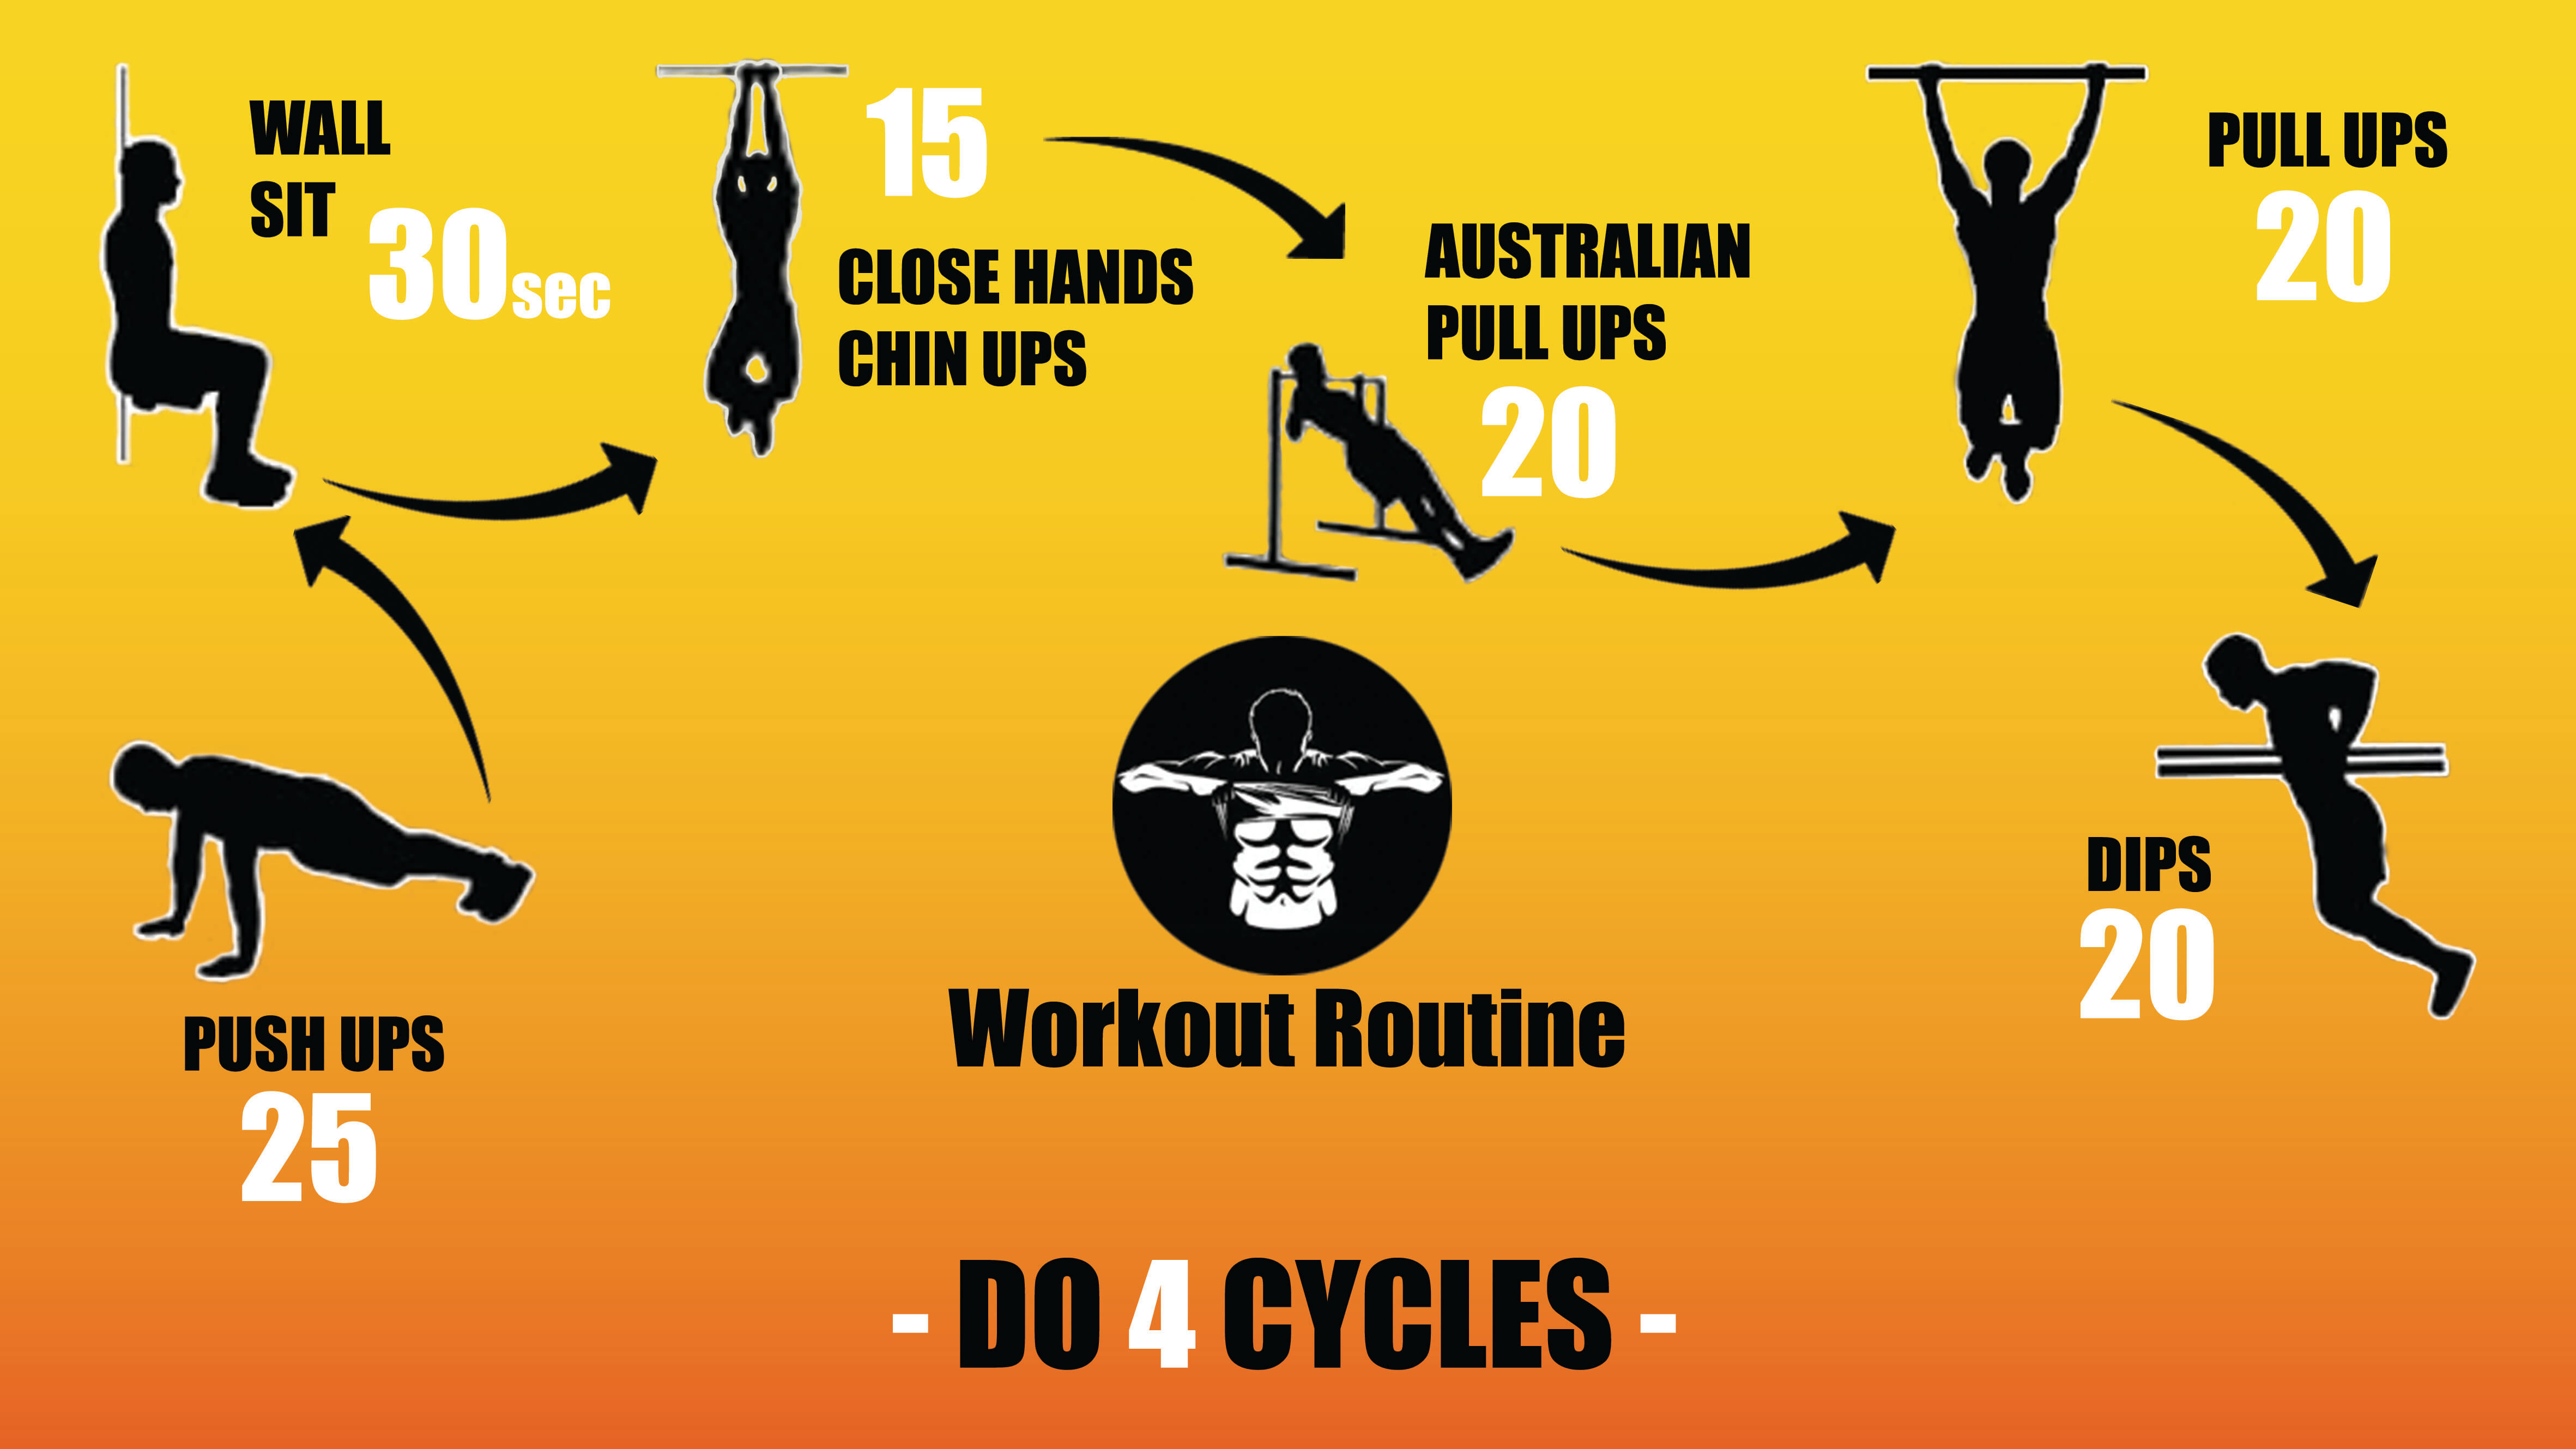 WALL
SIT
30sec
15
CLOSE HANDS
CHIN UPS
AUSTRALIAN
PULL UPS
20
PULL UPS
20
DIPS
20
PUSH UPS
25
Workout Routine
- DO 4 CYCLES -